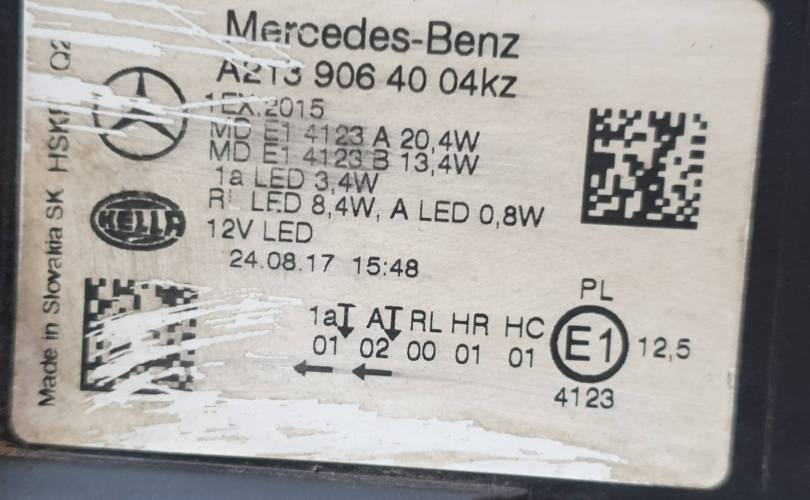 Mercedes-Benz
A213 906 40 04kz
1EX.2015
MD E1 4123 A 20,4W
MD E1 4123 B 13,4W
1a LED 3,4W
RL LED 8,4W, A LED 0,8W
12V LED
24.08.17 15:48
HELLA
Made in Slovakia SK
1a A RL HR HC
01 02 00 01 01
PL
E1 12,5
4123